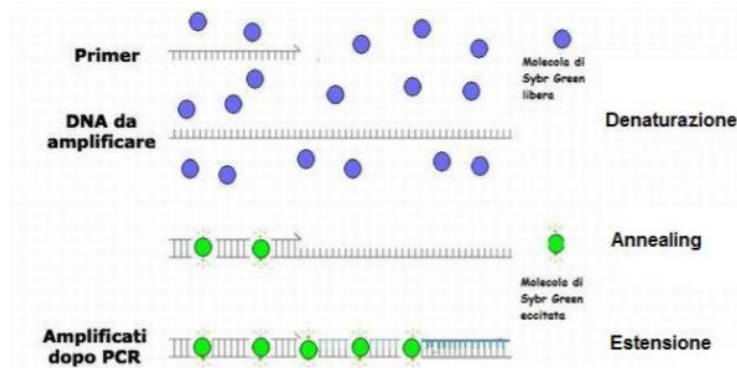 Primer
Molecola di
Sybr Green
libera
DNA da
amplificare
Denaturazione
Annealing
Molecola di
Sybr Green
eccitata
Amplificati
dopo PCR
Estensione